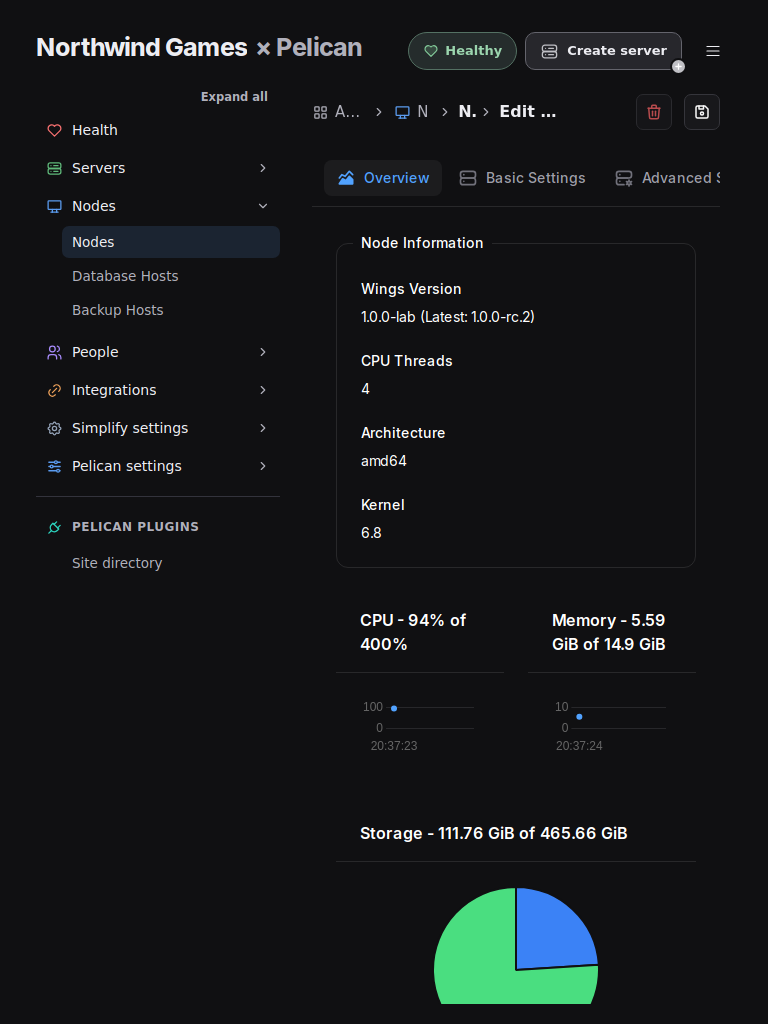 Northwind Games × Pelican
Healthy
Create server
Expand all
Health
Servers
Nodes
Nodes
Database Hosts
Backup Hosts
People
Integrations
Simplify settings
Pelican settings
PELICAN PLUGINS
Site directory
A... > N > N. > Edit ...
Overview
Basic Settings
Advanced S
Node Information
Wings Version
1.0.0-lab (Latest: 1.0.0-rc.2)
CPU Threads
4
Architecture
amd64
Kernel
6.8
CPU - 94% of
400%
100
0
20:37:23
Memory - 5.59
GiB of 14.9 GiB
10
0
20:37:24
Storage - 111.76 GiB of 465.66 GiB